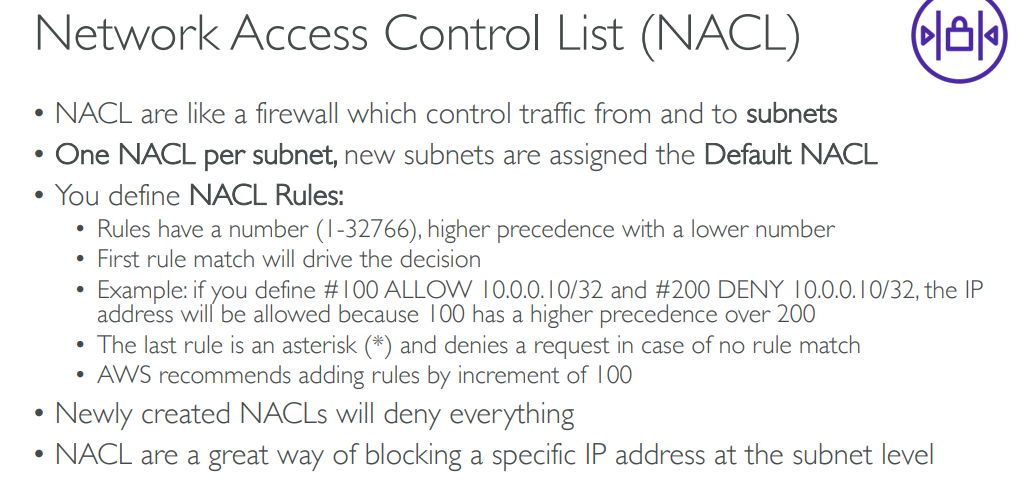 Network Access Control List (NACL)
• NACL are like a firewall which control traffic from and to subnets
• One NACL per subnet, new subnets are assigned the Default NACL
• You define NACL Rules:
• Rules have a number (1-32766), higher precedence with a lower number
• First rule match will drive the decision
• Example: if you define #100 ALLOW 10.0.0.10/32 and #200 DENY 10.0.0.10/32, the IP
address will be allowed because 100 has a higher precedence over 200
• The last rule is an asterisk (*) and denies a request in case of no rule match
• AWS recommends adding rules by increment of 100
• Newly created NACLs will deny everything
• NACL are a great way of blocking a specific IP address at the subnet level